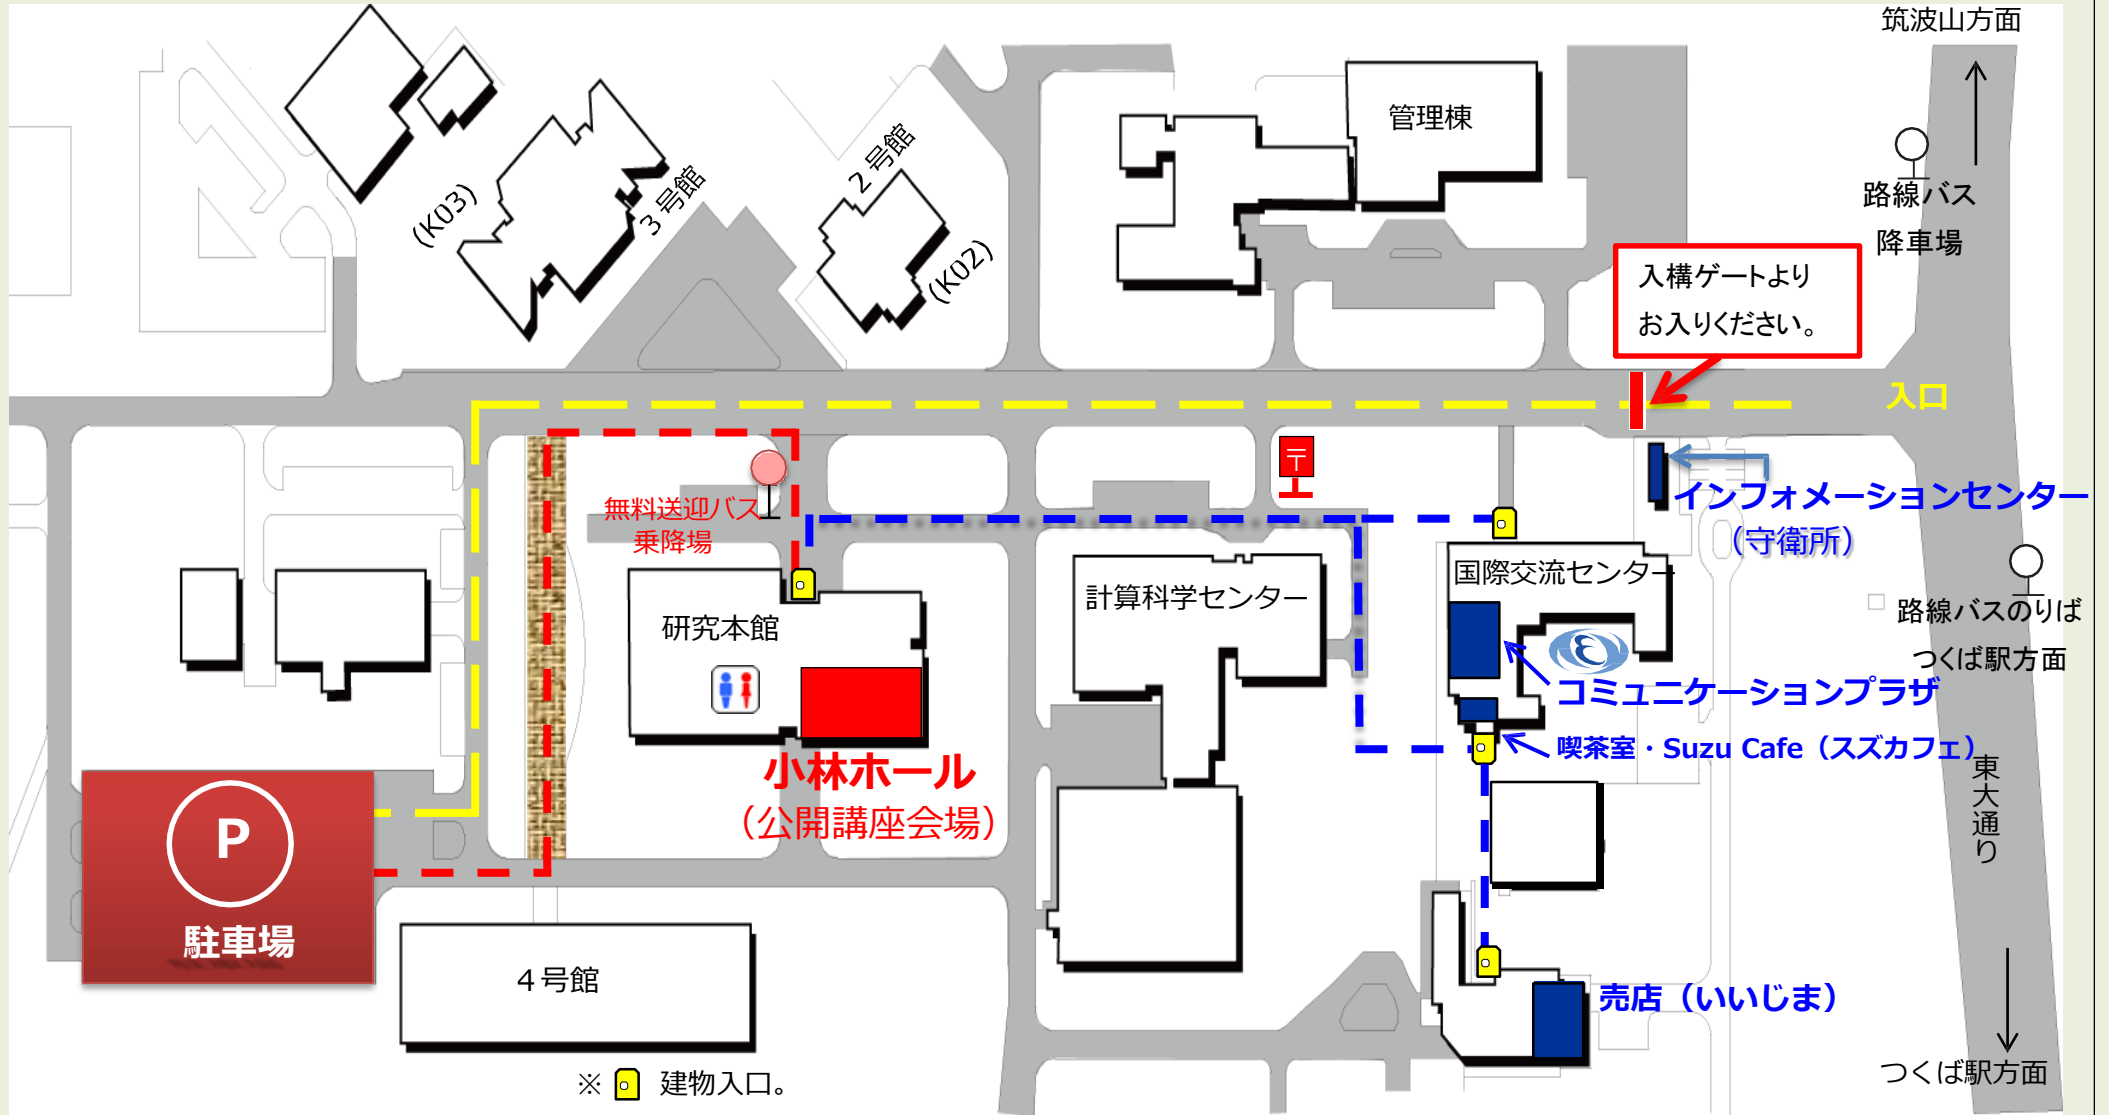 筑波山方面
管理棟
2号館
3号館
(K03)
(K02)
路線バス
降車場
入構ゲートより
お入りください。
入口
〒
無料送迎バス
乗降場
インフォメーションセンター
（守衛所）
国際交流センター
計算科学センター
研究本館
路線バスのりば
つくば駅方面
コミュニケーションプラザ
喫茶室・Suzu Cafe（スズカフェ）
小林ホール
（公開講座会場）
東大通り
P
駐車場
4号館
売店（いいじま）
つくば駅方面
※ 建物入口。